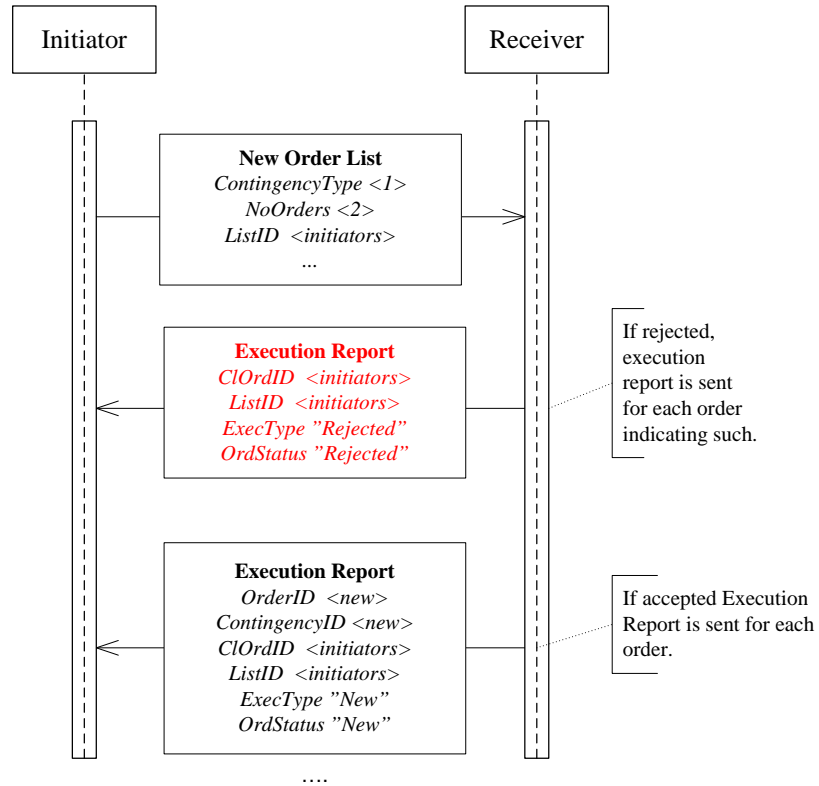 Initiator
Receiver
New Order List
ContingencyType <1>
NoOrders <2>
ListID <initiators>
...
Execution Report
ClOrdID <initiators>
ListID <initiators>
ExecType ”Rejected”
OrdStatus ”Rejected”
If rejected,
execution
report is sent
for each order
indicating such.
Execution Report
OrderID <new>
ContingencyID <new>
ClOrdID <initiators>
ListID <initiators>
ExecType ”New”
OrdStatus ”New”
If accepted Execution
Report is sent for each
order.
….